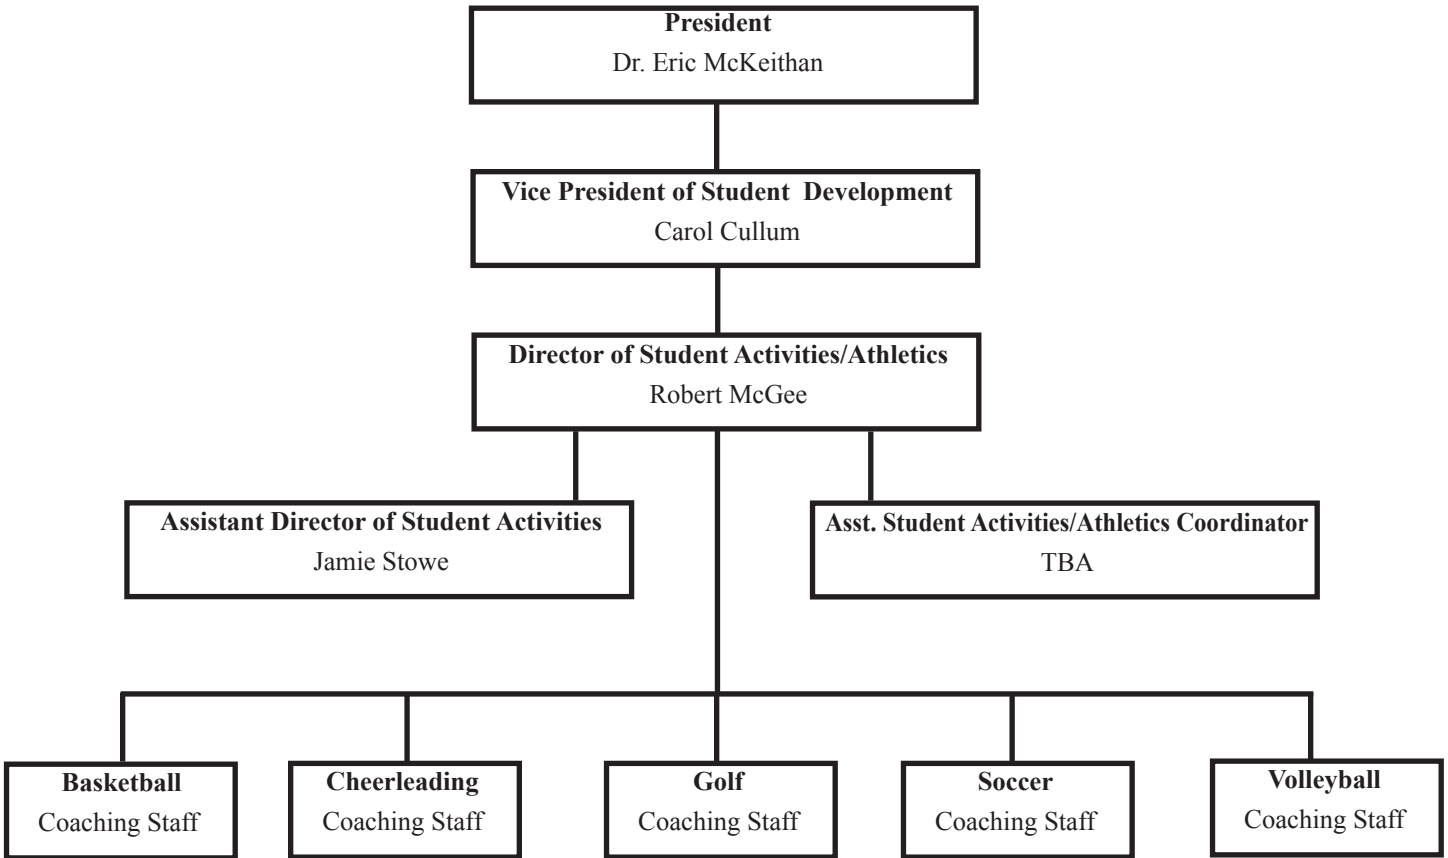 President
Dr. Eric McKeithan
Vice President of Student Development
Carol Cullum
Director of Student Activities/Athletics
Robert McGee
Assistant Director of Student Activities
Jamie Stowe
Asst. Student Activities/Athletics Coordinator
TBA
Basketball
Coaching Staff
Cheerleading
Coaching Staff
Golf
Coaching Staff
Soccer
Coaching Staff
Volleyball
Coaching Staff